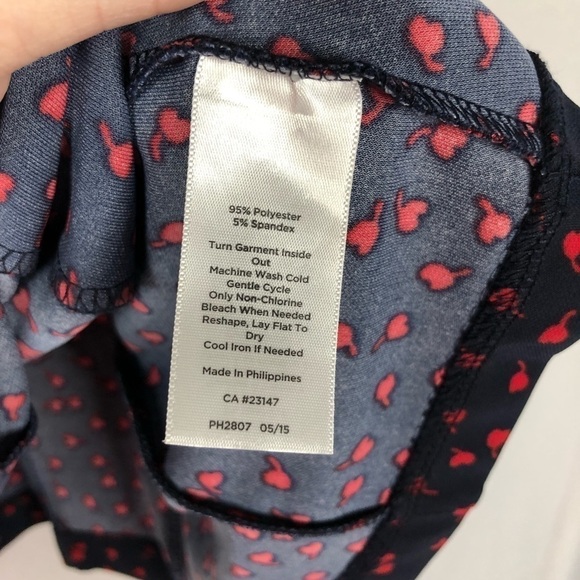 95% Polyester
5% Spandex
Turn Garment Inside
Out
Machine Wash Cold
Gentle Cycle
Only Non-Chlorine
Bleach When Needed
Reshape, Lay Flat To
Dry
Cool Iron If Needed
Made In Philippines
CA #23147
PH2807 05/15